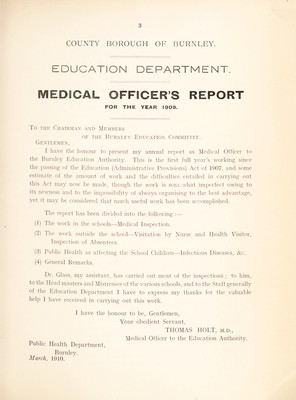 3
COUNTY BOROUGH OF BURNLEY.
EDUCATION DEPARTMENT.
MEDICAL OFFICER'S REPORT
FOR THE YEAR 1909.
TO THE CHAIRMAN AND MEMBERS
OF THE BURNLEY EDUCATION COMMITTEE.
GENTLEMEN,
I have the honour to present my annual report as Medical Officer to
the Burnley Education Authority. This is the first full year's working since
the passing of the Education (Administrative Provisions) Act of 1907, and some
estimate of the amount of work and the difficulties entailed in carrying out
this Act may now be made, though the work is somewhat imperfect owing to
its newness and to the impossibility of always organising to the best advantage,
yet it may be considered that much useful work has been accomplished.
The report has been divided into the following :—
(1) The work in the schools—Medical Inspection.
(2) The work outside the school—Visitation by Nurse and Health Visitor,
Inspection of Absentees.
(3) Public Health as affecting the School Children—Infectious Diseases, &c.
(4) General Remarks.
Dr. Glass, my assistant, has carried out most of the inspections ; to him,
to the Head masters and Mistresses of the various schools, and to the Staff generally
of the Education Department I have to express my thanks for the valuable
help I have received in carrying out this work.
I have the honour to be, Gentlemen,
Your obedient Servant,
THOMAS HOLT, M.D.,
Medical Officer to the Education Authority.
Public Health Department,
Burnley.
March, 1910.